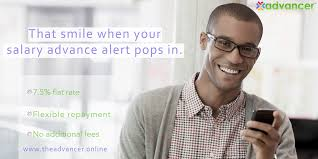 That smile when your
salary advance alert pops in.
advancer
7.5% flat rate
Flexible repayment
No additional fees
www.theadvancer.online